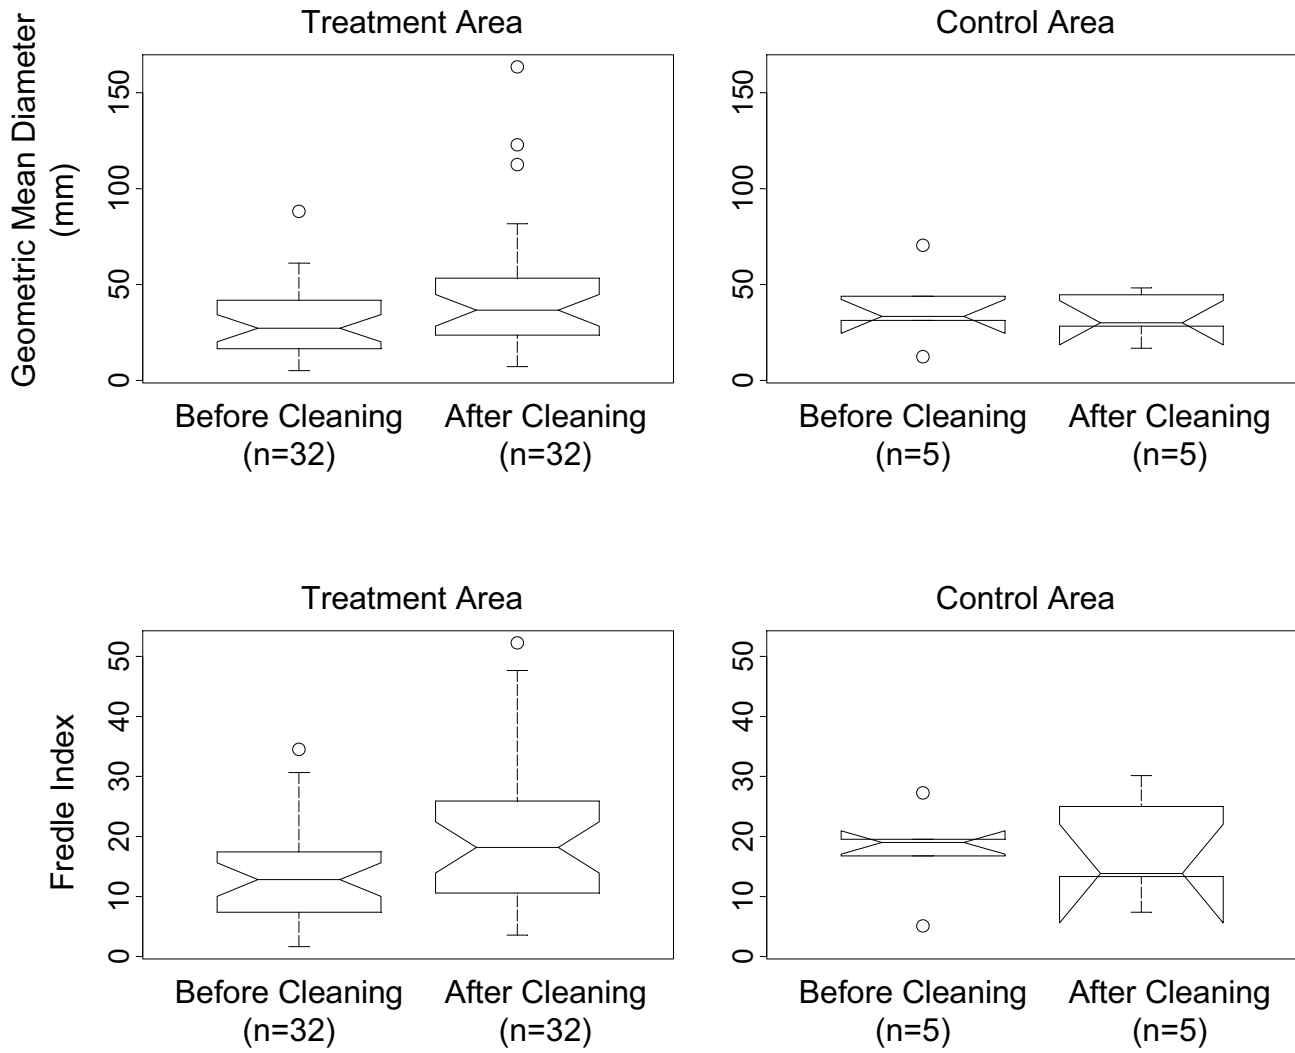 Treatment Area
Control Area
Geometric Mean Diameter
(mm)
150
100
50
0
150
100
50
0
Before Cleaning
(n=32)
After Cleaning
(n=32)
Before Cleaning
(n=5)
After Cleaning
(n=5)
Treatment Area
Control Area
Fredle Index
50
40
30
20
10
0
50
40
30
20
10
0
Before Cleaning
(n=32)
After Cleaning
(n=32)
Before Cleaning
(n=5)
After Cleaning
(n=5)